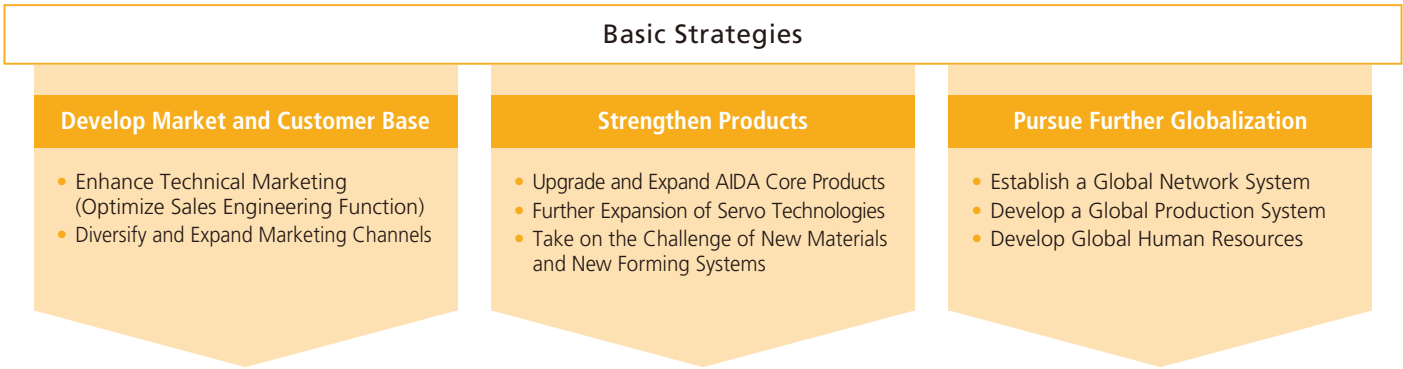 Basic Strategies
Develop Market and Customer Base
• Enhance Technical Marketing
(Optimize Sales Engineering Function)
• Diversify and Expand Marketing Channels
Strengthen Products
• Upgrade and Expand AIDA Core Products
• Further Expansion of Servo Technologies
• Take on the Challenge of New Materials
and New Forming Systems
Pursue Further Globalization
• Establish a Global Network System
• Develop a Global Production System
• Develop Global Human Resources